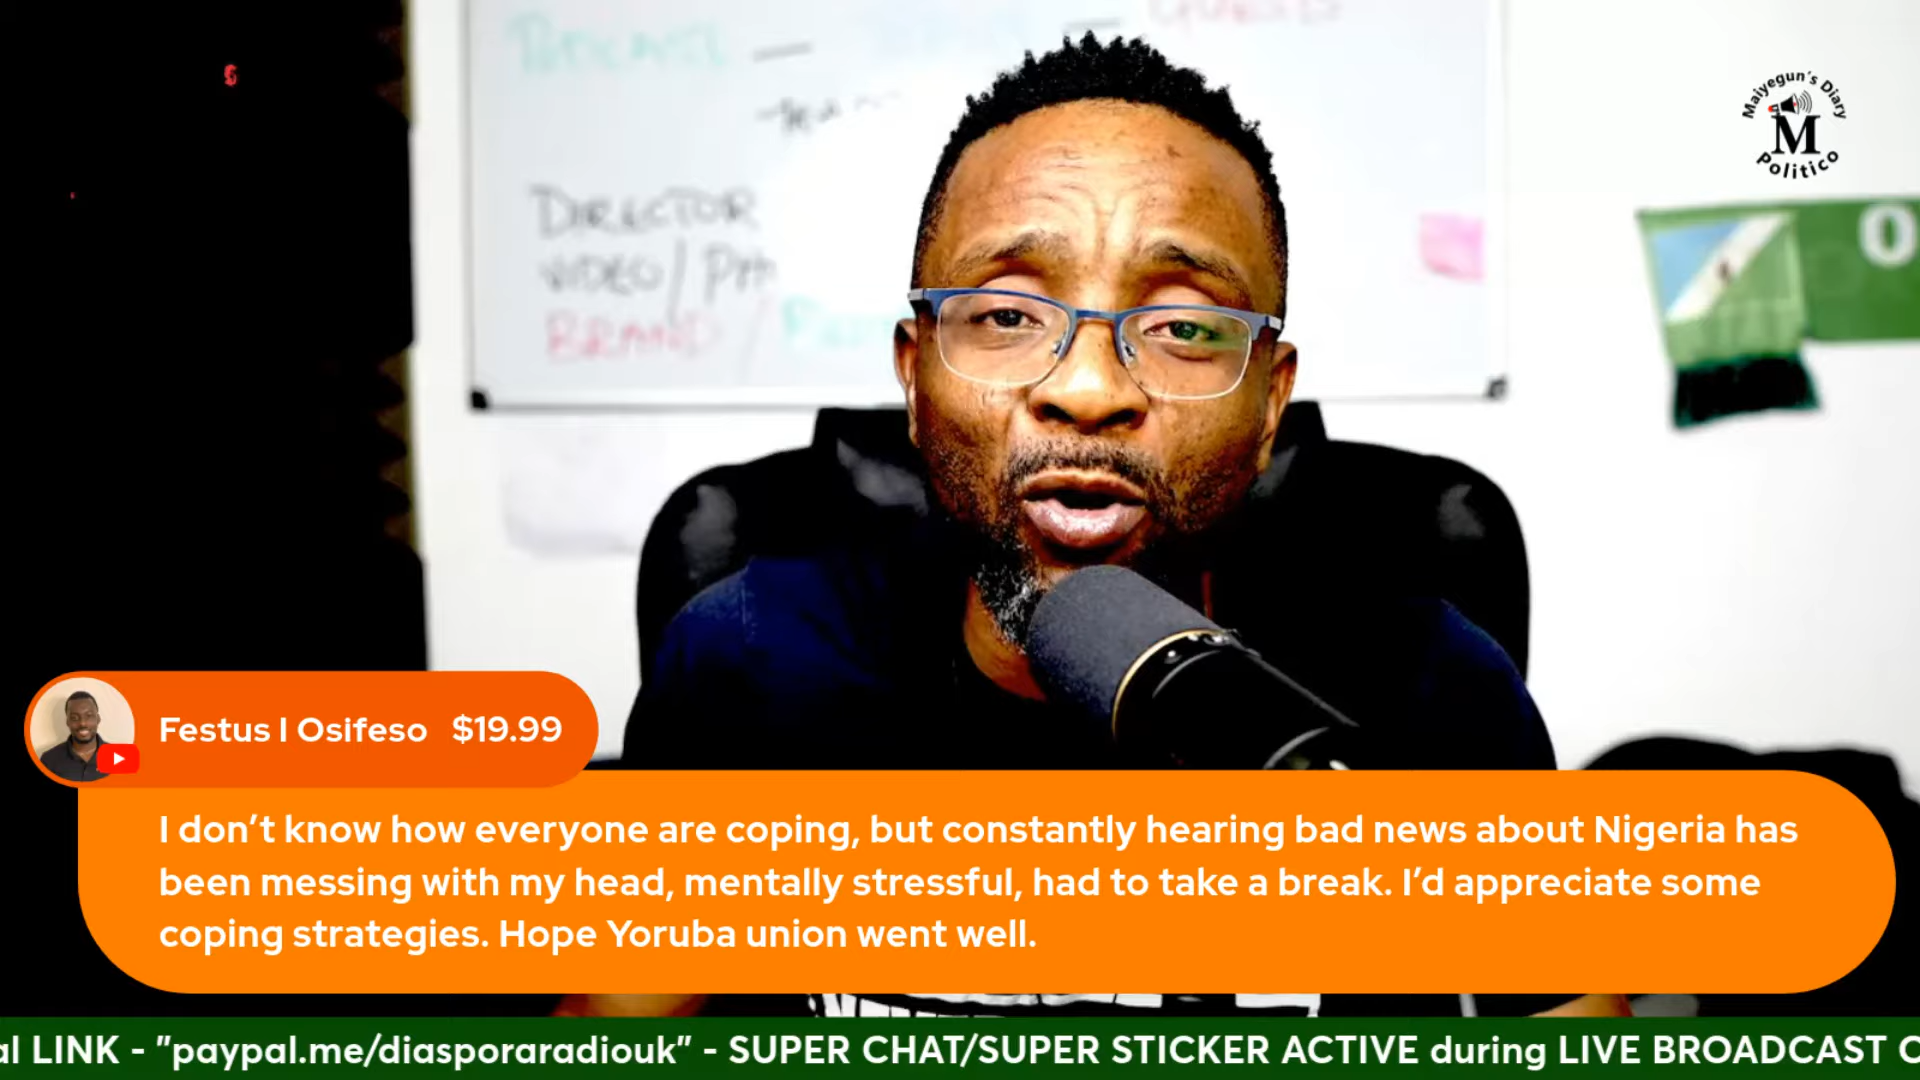 GUESTS
DIRECTOR
VIDEO/
BRAND /
Maiyegun's Diary
M
Politico
O
Festus I Osifeso $19.99
I don’t know how everyone are coping, but constantly hearing bad news about Nigeria has
been messing with my head, mentally stressful, had to take a break. I’d appreciate some
coping strategies. Hope Yoruba union went well.
al LINK - "paypal.me/diasporaradiouk" - SUPER CHAT/SUPER STICKER ACTIVE during LIVE BROADCAST